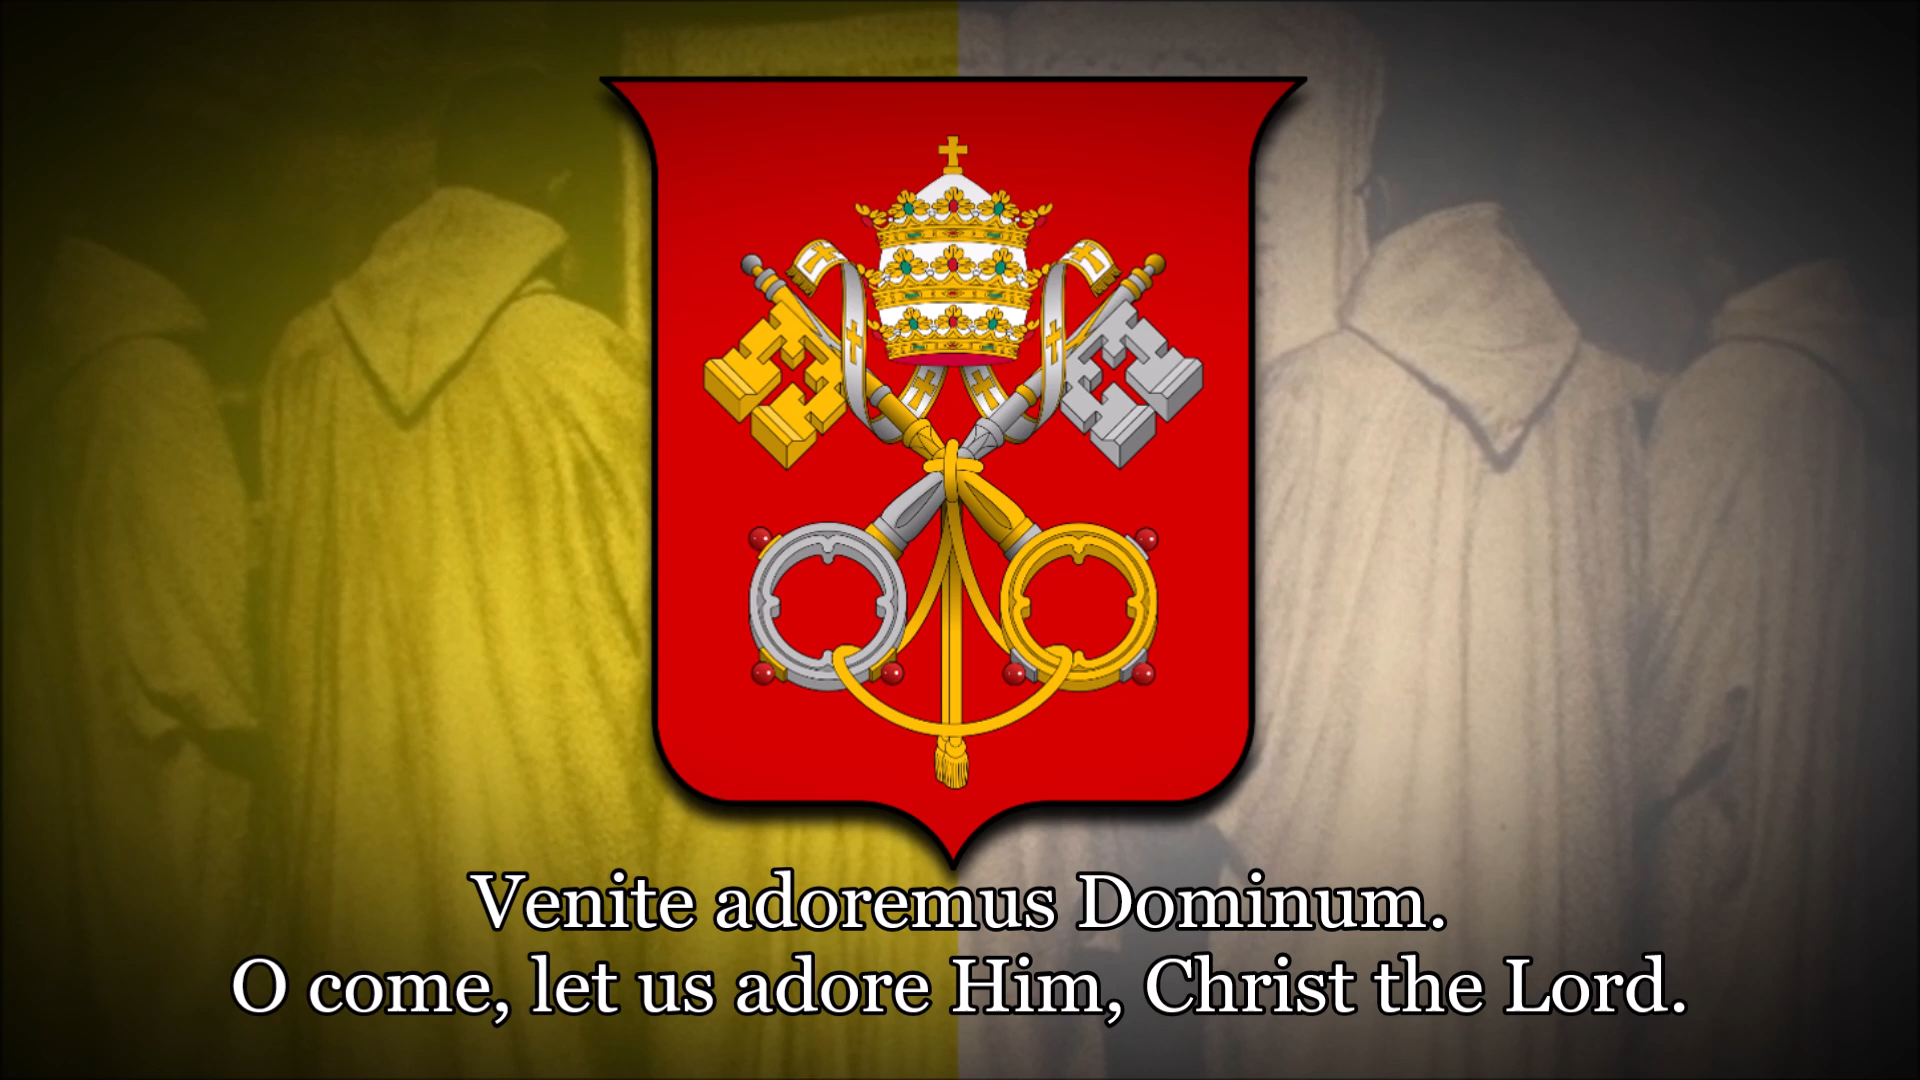 Venite adoremus Dominum.
O come, let us adore Him, Christ the Lord.